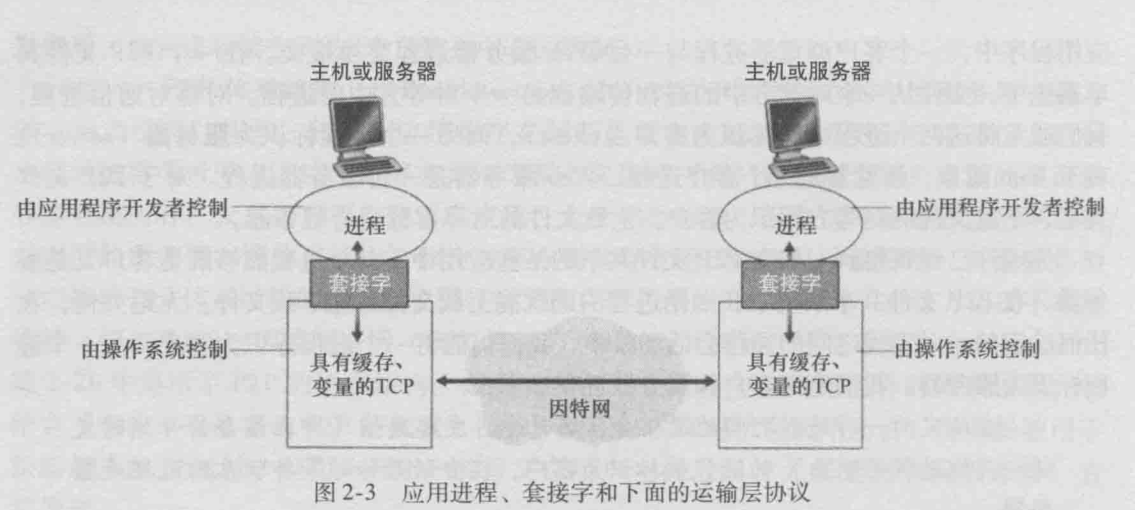 主机或服务器
主机或服务器
由应用程序开发者控制
进程
进程
由应用程序开发者控制
套接字
套接字
由操作系统控制
具有缓存、
变量的TCP
因特网
具有缓存、
变量的TCP
由操作系统控制
图 2-3 应用进程、套接字和下面的运输层协议